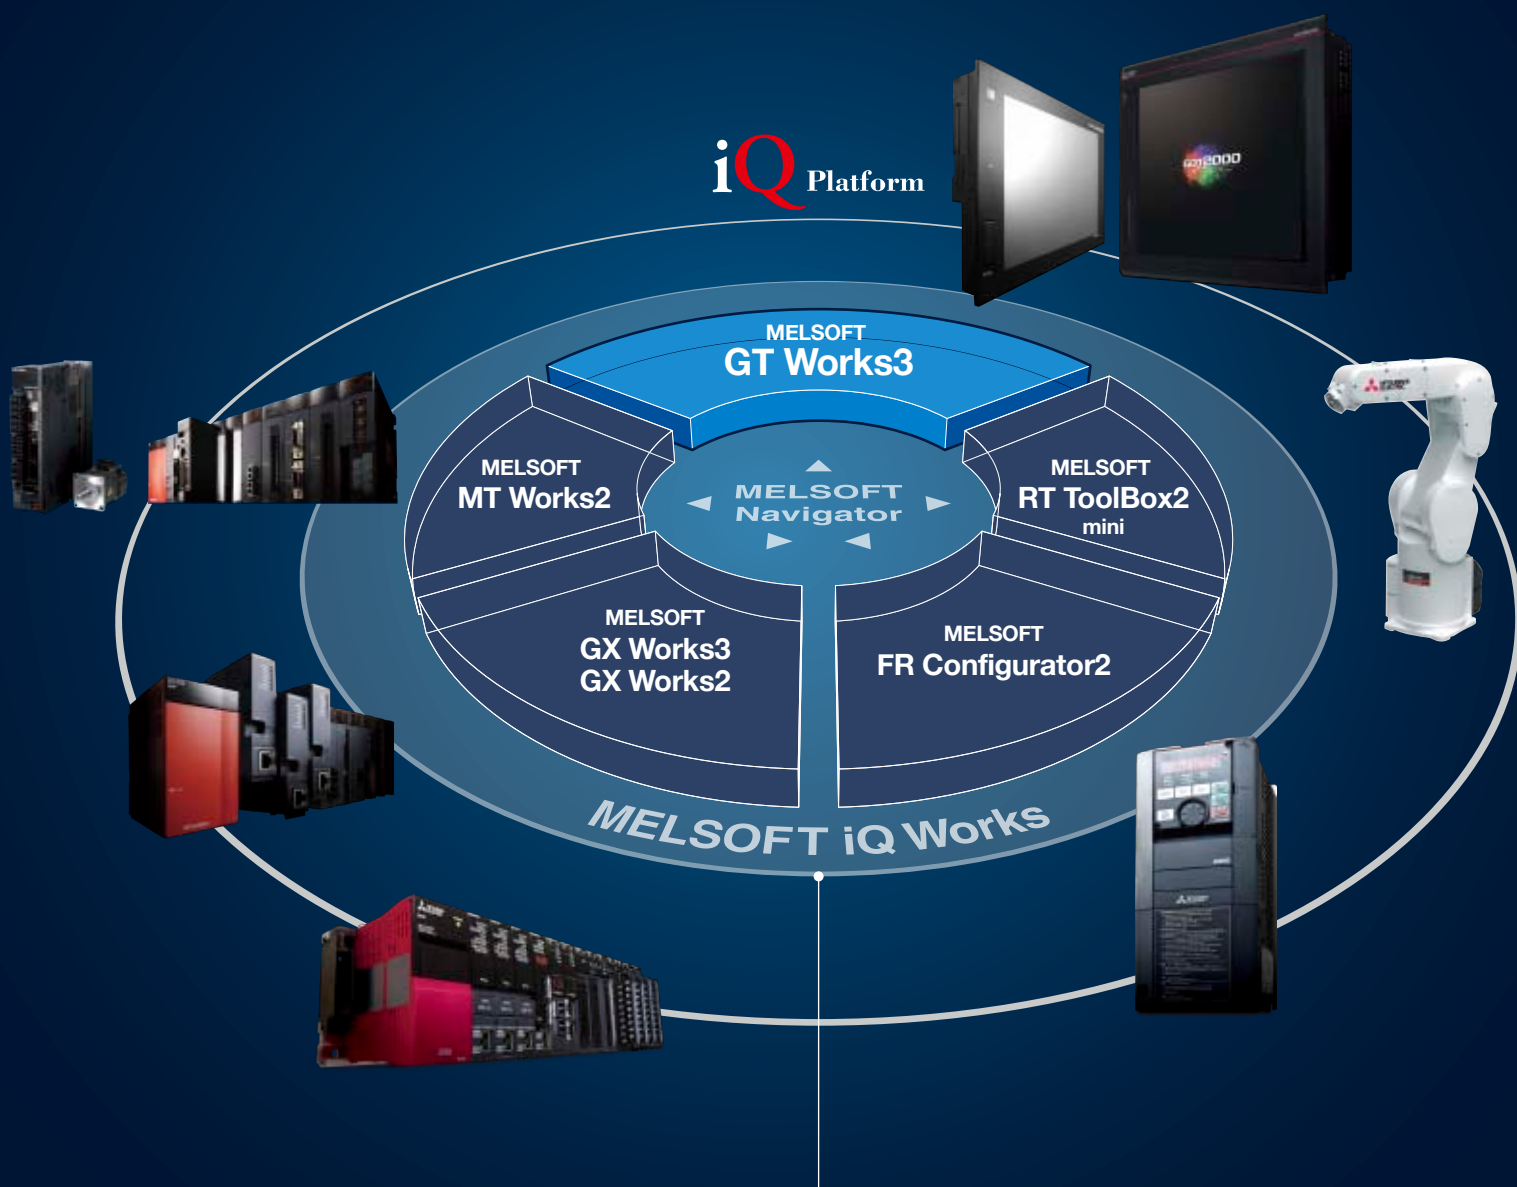 iQ Platform
GOT2000
MELSOFT
GT Works3
MELSOFT
MT Works2
MELSOFT
Navigator
MELSOFT
RT ToolBox2
mini
MELSOFT
GX Works3
GX Works2
MELSOFT
FR Configurator2
MELSOFT iQ Works